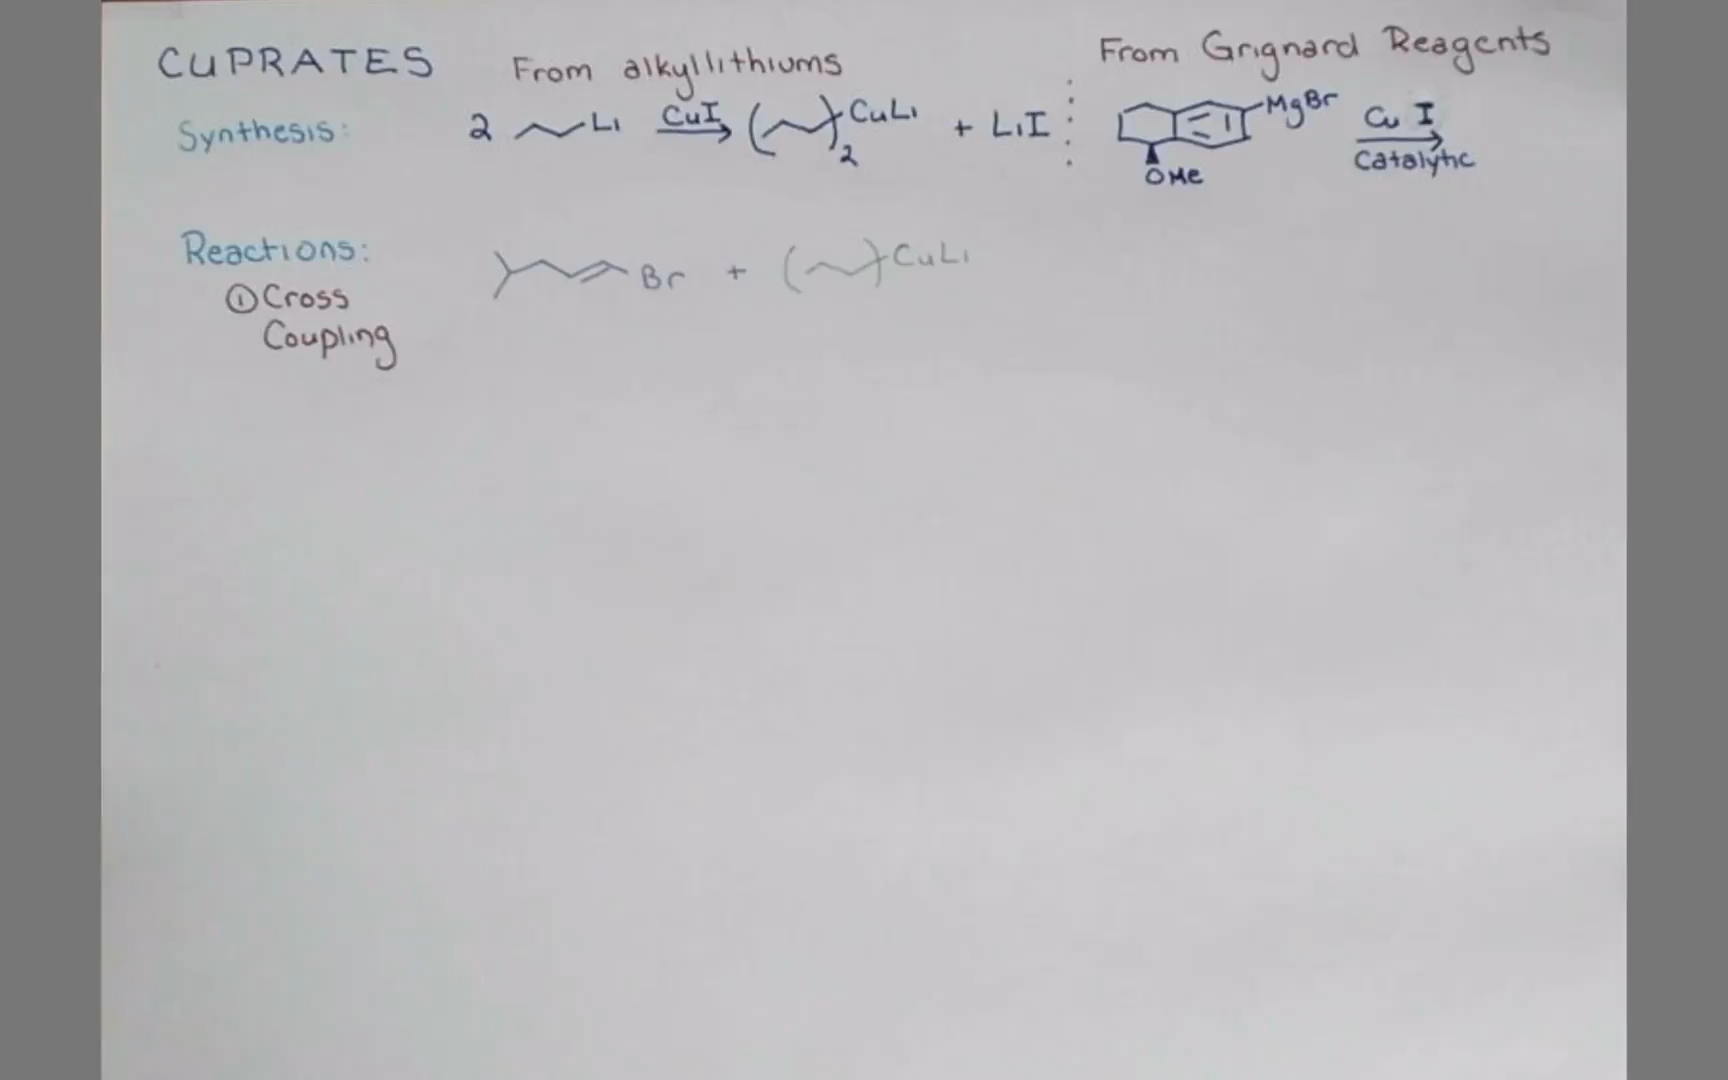 CUPRATES From alkyllithiums From Grignard Reagents
Synthesis: 2 Li CuI CuLi 2 + LiI MgBr OMe Cu I Catalytic
Reactions: Br + CuLi
① Cross
Coupling